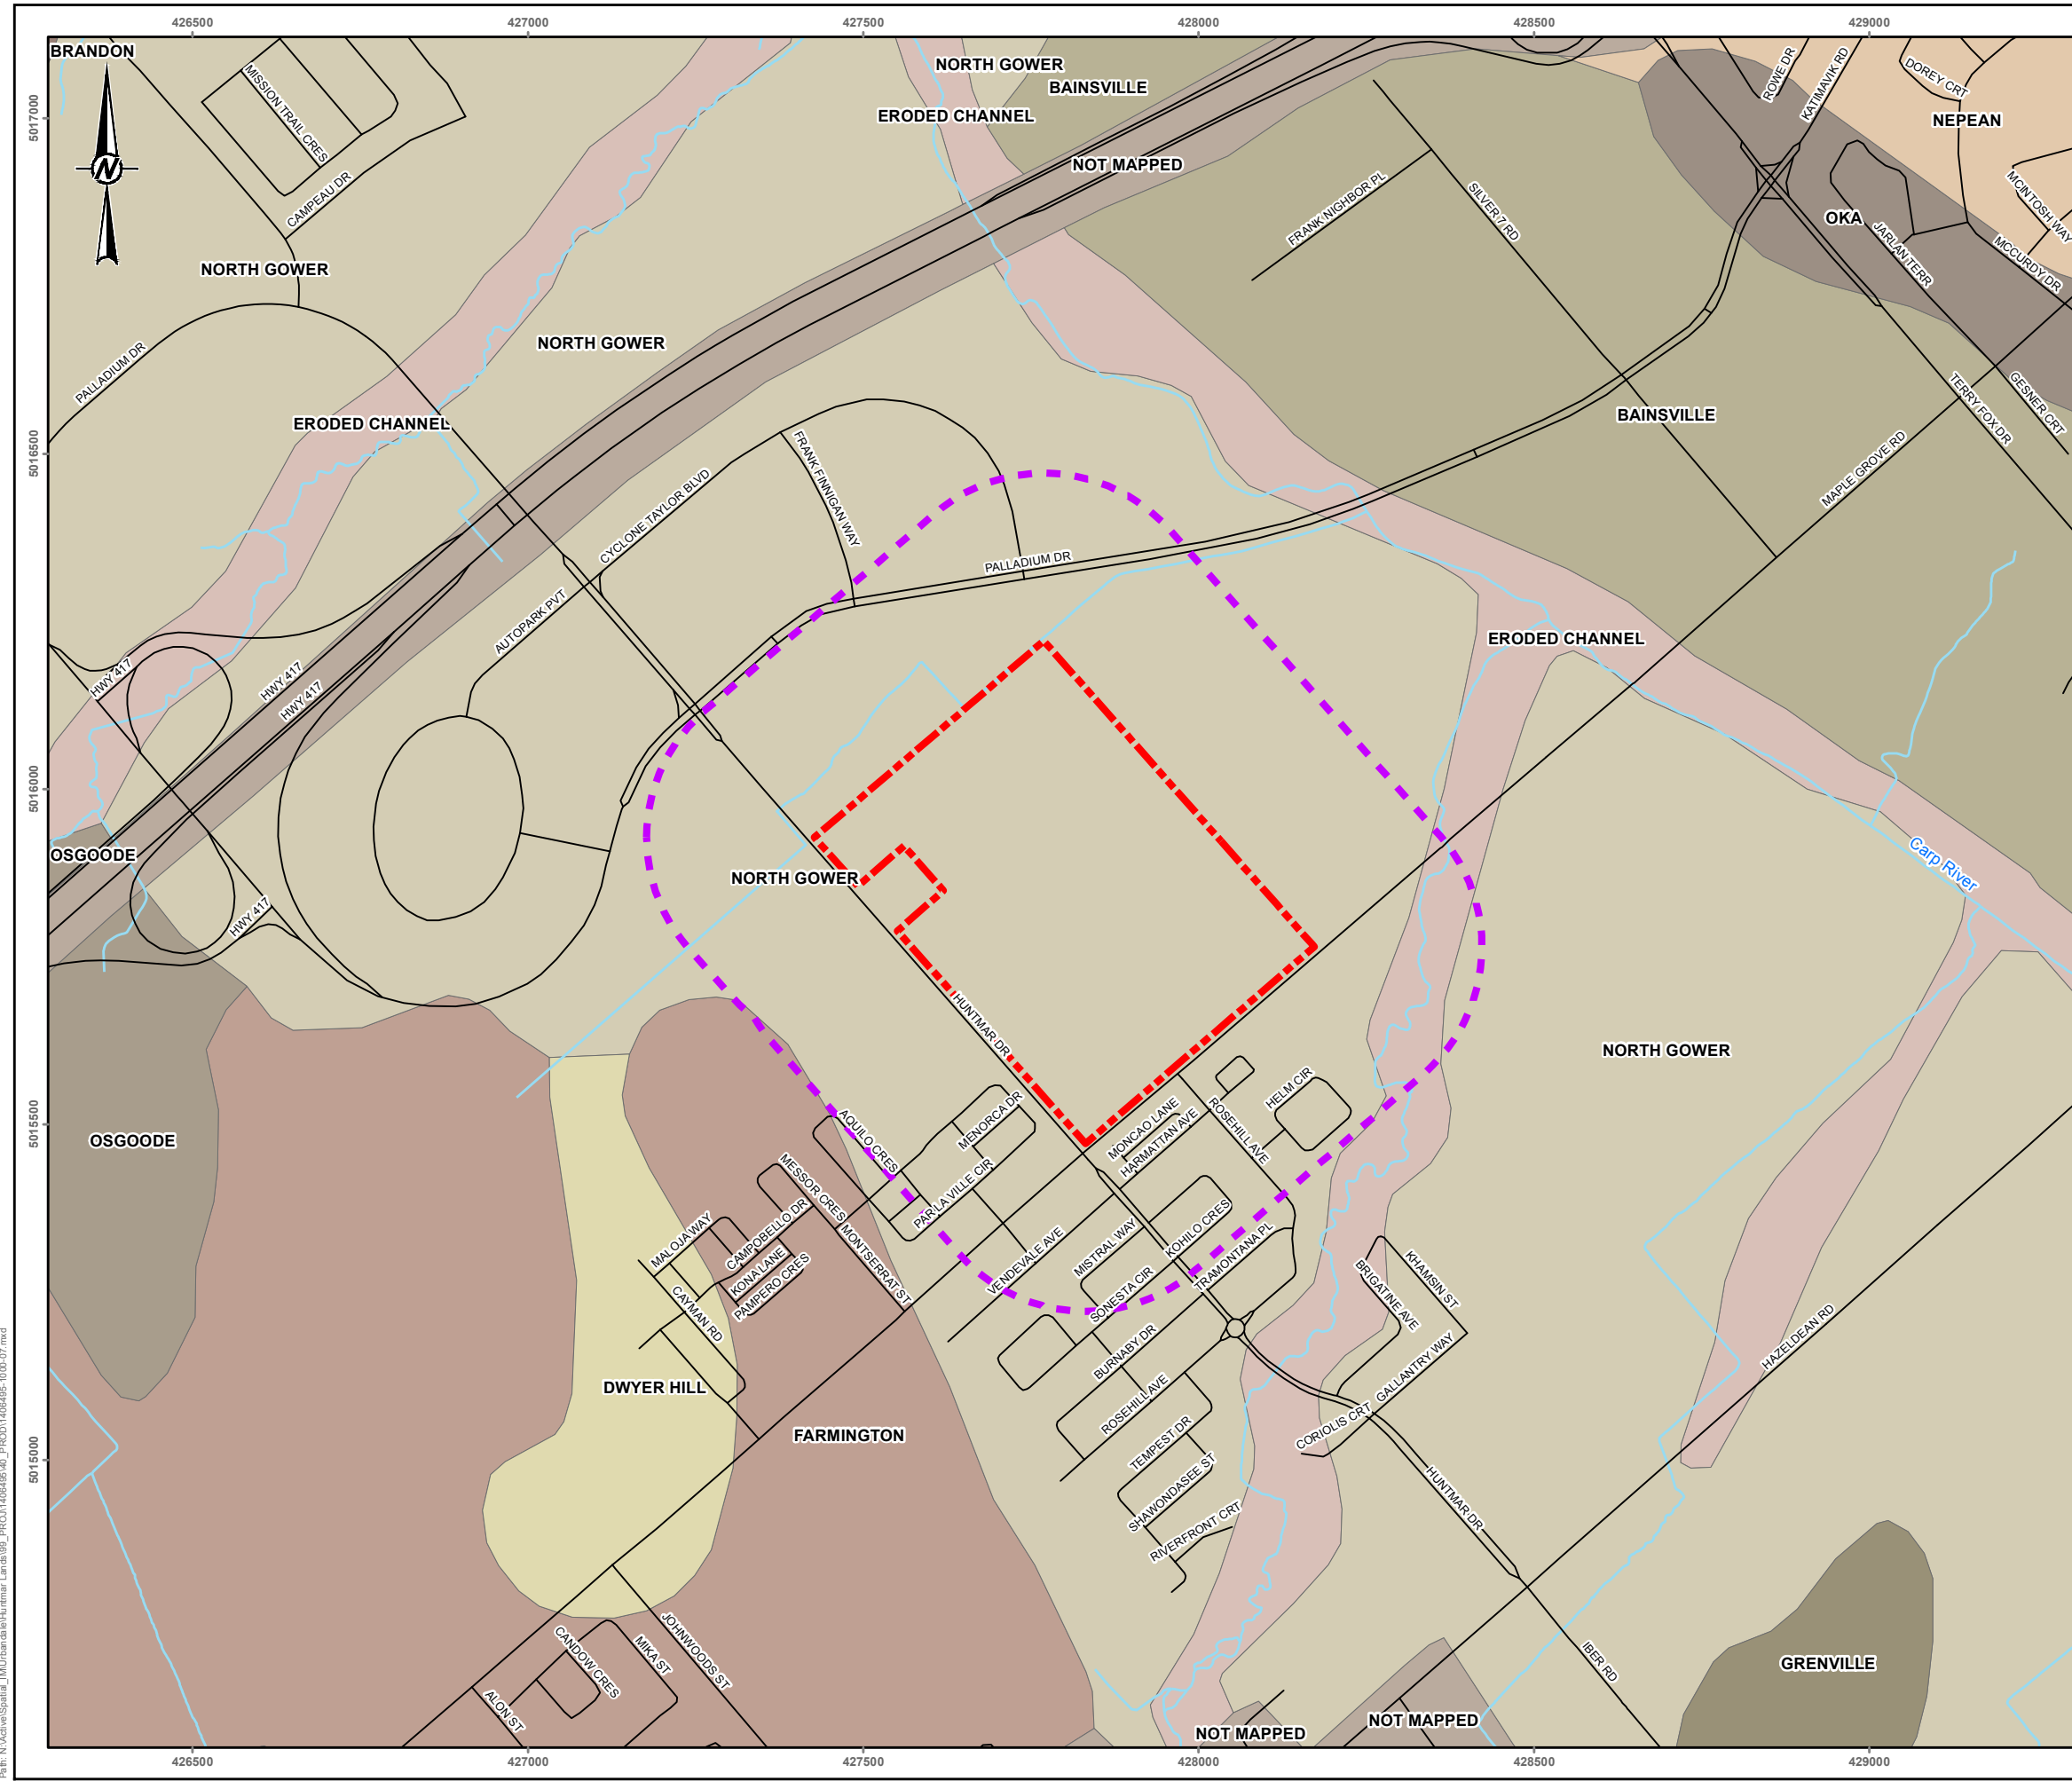 426500 427000 427500 428000 428500 429000
BRANDON
NORTH GOWER
BAINSVILLE
ERODED CHANNEL
NOT MAPPED
ROWE DR
KATIMAVIK RD
DOREY CRT
NEPEAN
MISSION TRAIL CRES
CAMPEAU DR
N
5017000
FRANK NIGHBOR PL
SILVER 7 RD
OKA
JARLAN TERR
MCINTOSH WAY
MCCURDY DR
NORTH GOWER
NORTH GOWER
PALLADIUM DR
ERODED CHANNEL
BAINSVILLE
TERRY FOX DR
GESNER CRT
MAPLE GROVE RD
5016500
FRANK FINNIGAN WAY
CYCLONE TAYLOR BLVD
PALLADIUM DR
AUTOPARK PVT
ERODED CHANNEL
HWY 417
HWY 417
HWY 417
5016000
OSGOODE
NORTH GOWER
Carp River
HWY 417
HUNTMAR DR
NORTH GOWER
5015500
OSGOODE
AQUILO CRES
MENORCA DR
PAR LA VILLE CIR
MONCAO LANE
HARMATTAN AVE
ROSEHILL AVE
HELM CIR
MESSOR CRES
MALOJA WAY
CAMPOBELLO DR
KONA LANE
PAMPERO CRES
MONTSERRAT ST
CAYMAN RD
VENDEVALE AVE
MISTRAL WAY
KOHILO CRES
SONESTA CIR
TRAMONTANA PL
BRIGATINE AVE
KHAMSIN ST
GALLANTRY WAY
CORIOLIS CRT
HAZELDEAN RD
DWYER HILL
FARMINGTON
BURNABY DR
ROSEHILL AVE
TEMPEST DR
SHAWONDASEE ST
RIVERFRONT CRT
HUNTMAR DR
5015000
IBER RD
GRENVILLE
CANDOW CRES
MIKA ST
JOHNWOODS ST
ALON ST
NOT MAPPED
NOT MAPPED
426500 427000 427500 428000 428500 429000